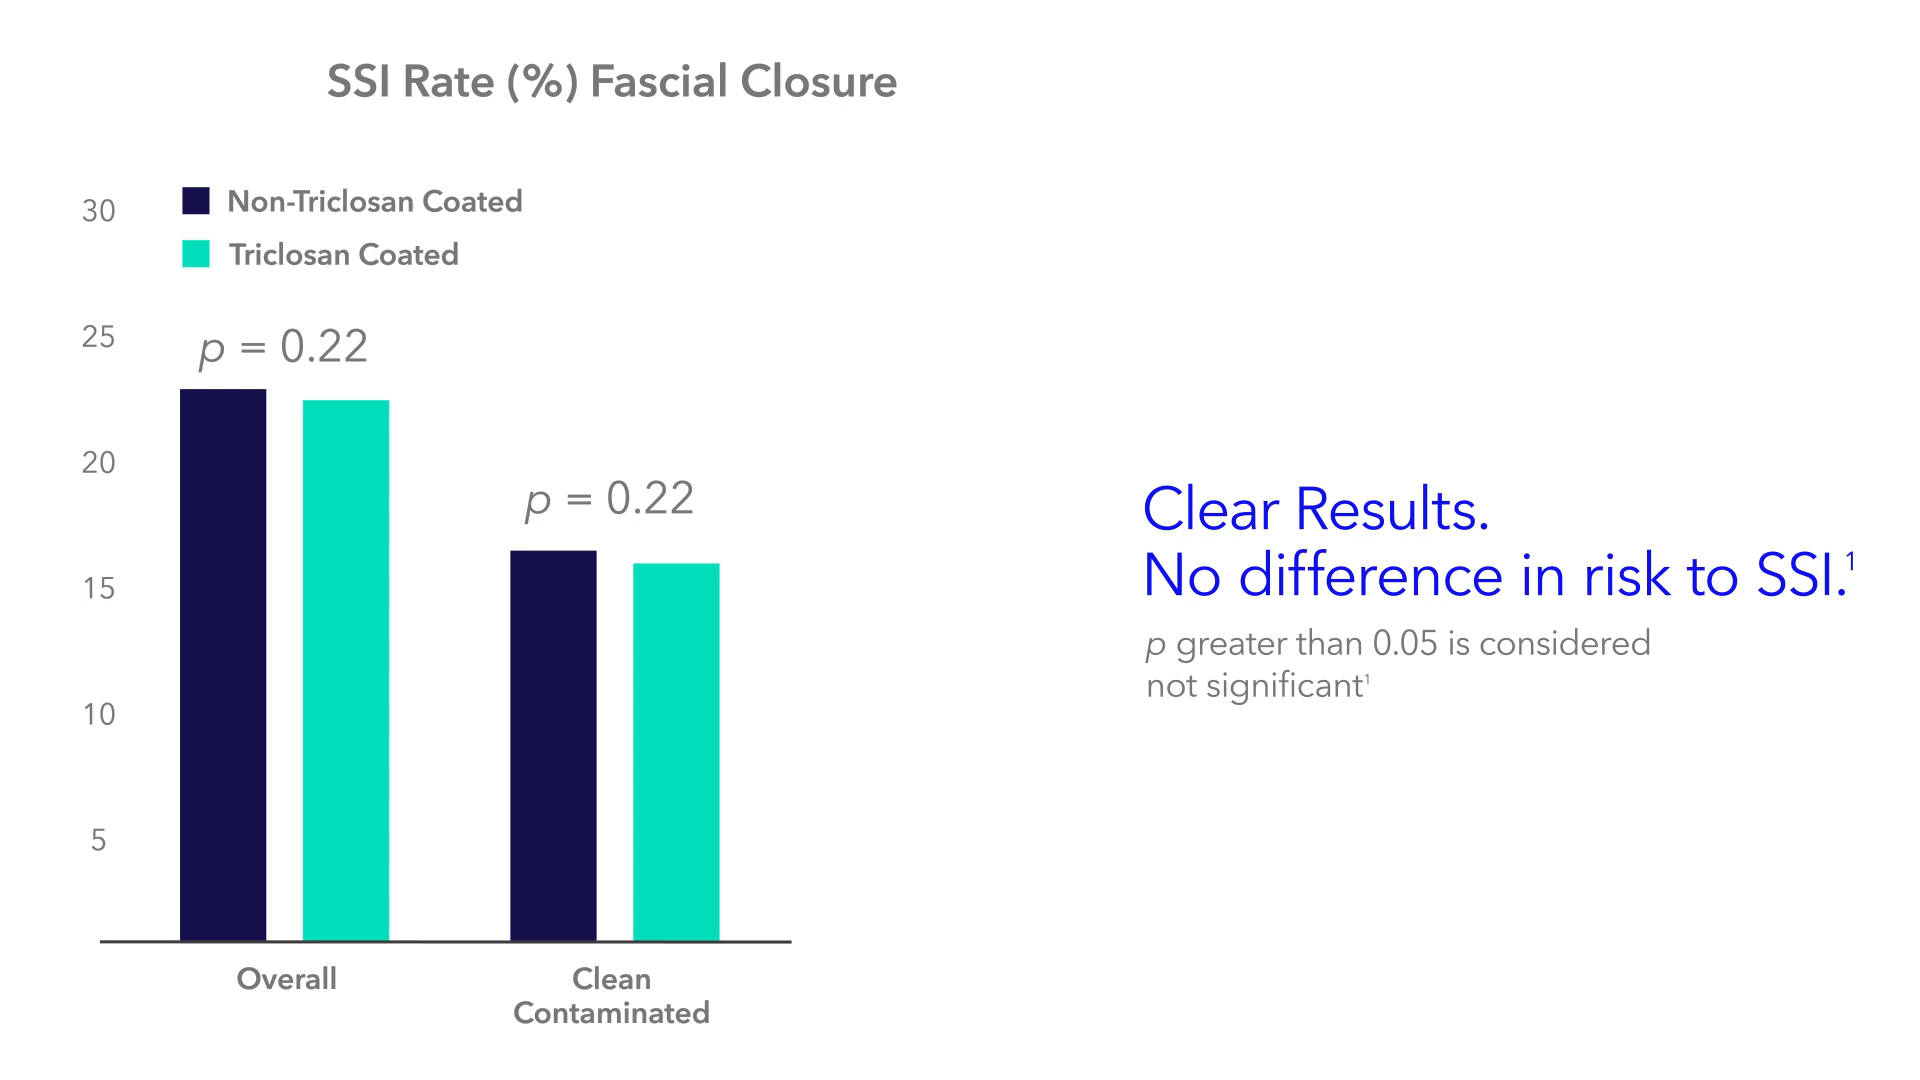 SSI Rate (%) Fascial Closure
Non-Triclosan Coated
Triclosan Coated
30
25
20
15
10
5
p = 0.22
p = 0.22
Overall
Clean
Contaminated
Clear Results.
No difference in risk to SSI.¹
p greater than 0.05 is considered
not significant¹